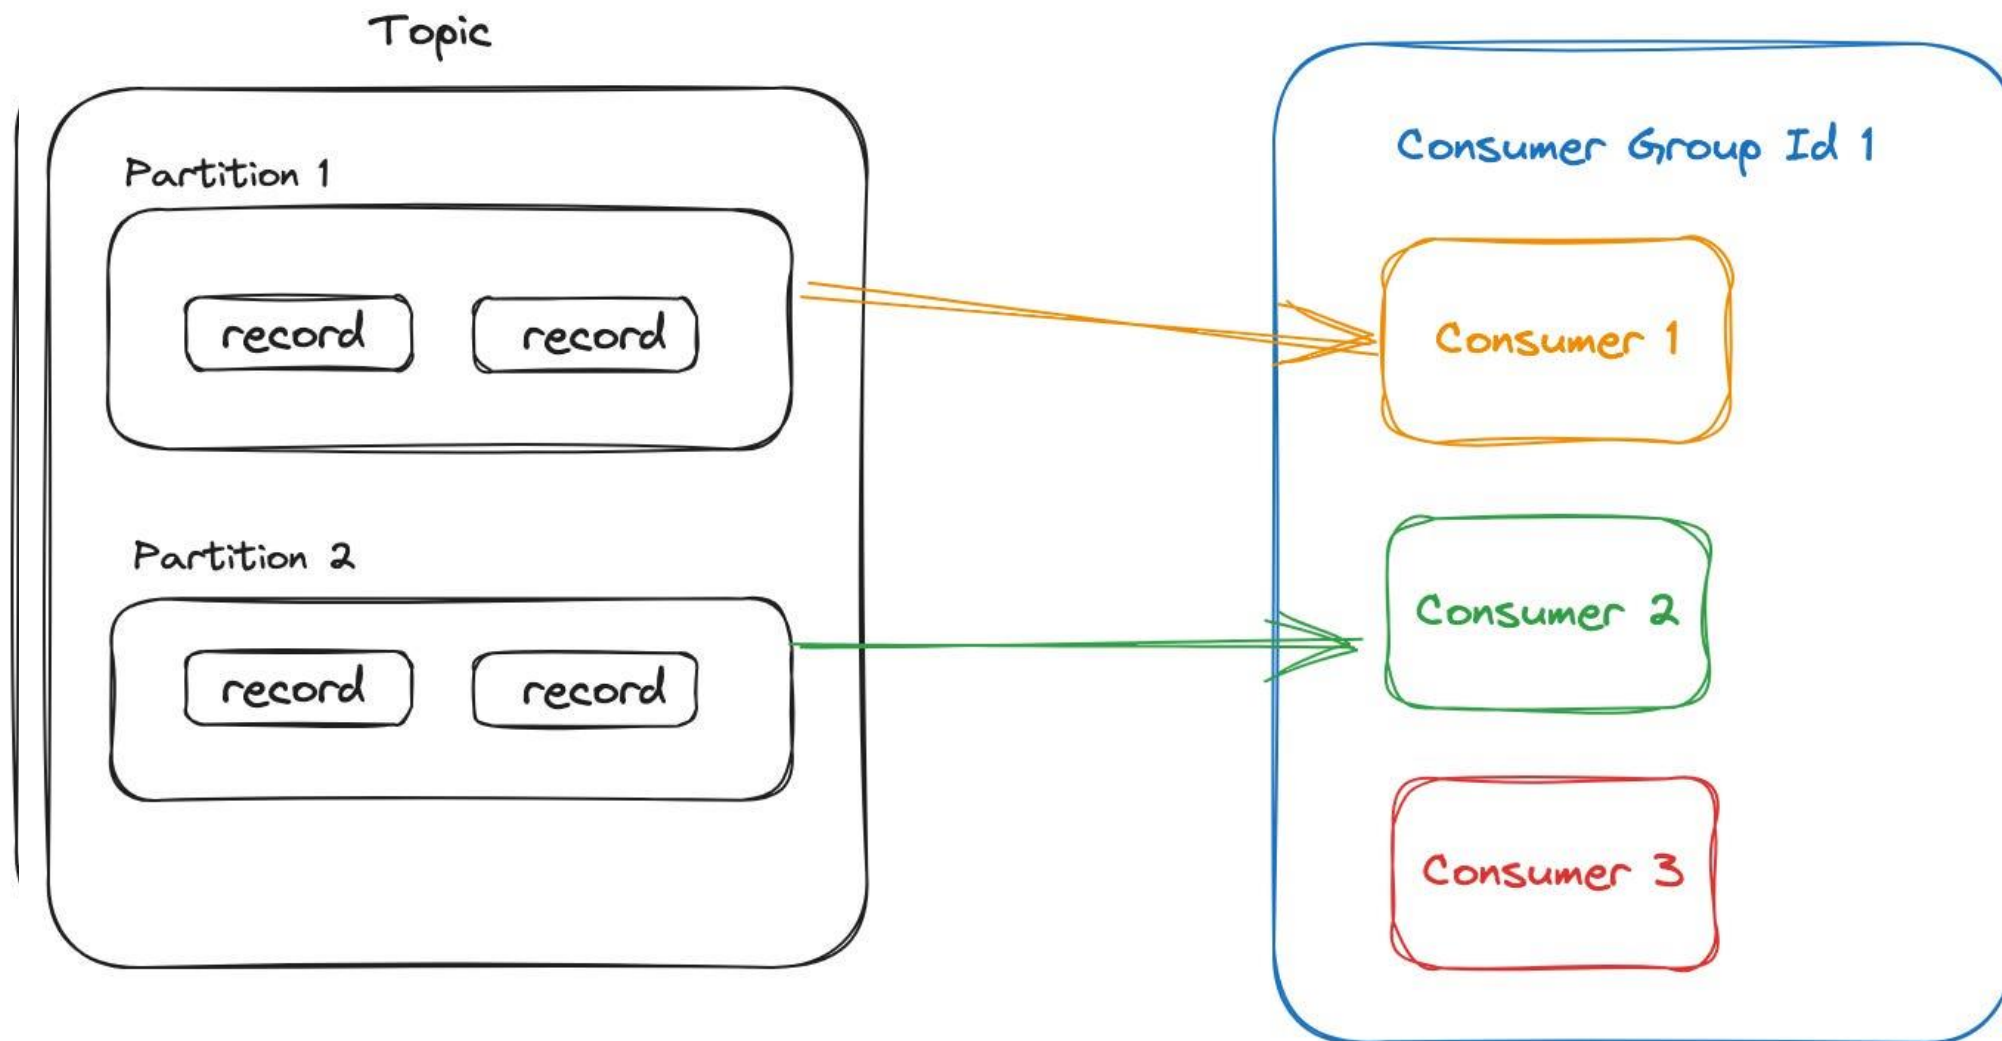 Topic
Partition 1
record
record
Partition 2
record
record
Consumer Group Id 1
Consumer 1
Consumer 2
Consumer 3